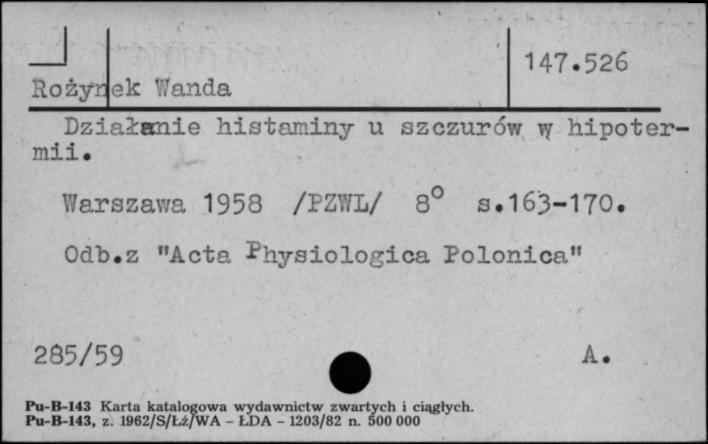 147.526
Rożynek Wanda
Działanie histaminy u szczurów w hipoter-
mii.
Warszawa 1958 /PZWL/ 8° s.163-170.
Odb.z "Acta Physiologica Polonica"
285/59 A.
Pu-B-143 Karta katalogowa wydawnictw zwartych i ciągłych.
Pu-B-143, z. 1962/S/Łź/WA - ŁDA - 1203/82 n. 500 000